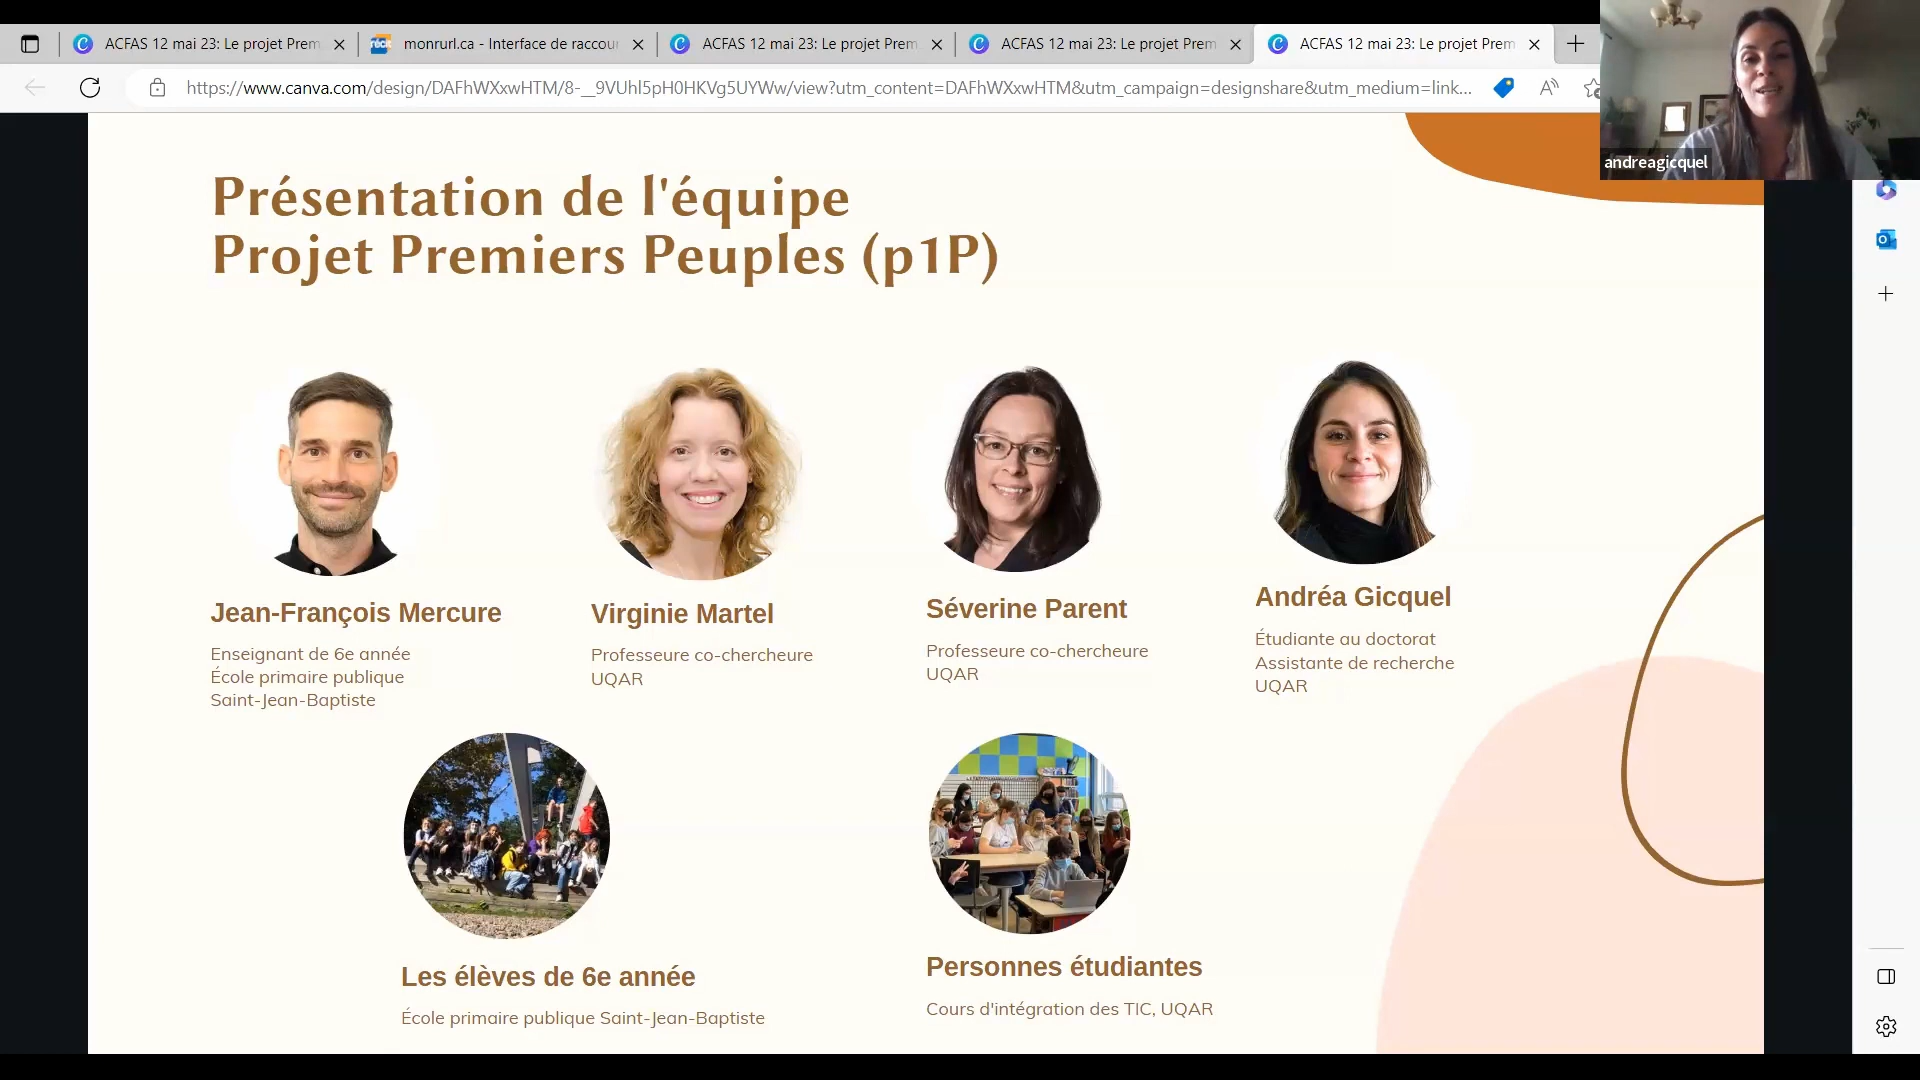 ACFAS 12 mai 23: Le projet Prem
monrurl.ca - Interface de raccour
ACFAS 12 mai 23: Le projet Prem
ACFAS 12 mai 23: Le projet Prem
ACFAS 12 mai 23: Le projet Prem
https://www.canva.com/design/DAFhWXxwHTM/8-__9VUhl5pH0HKVg5UYWw/view?utm_content=DAFhWXxwHTM&utm_campaign=designshare&utm_medium=link...
andreagicquel
Présentation de l'équipe
Projet Premiers Peuples (p1P)
Jean-François Mercure
Enseignant de 6e année
École primaire publique
Saint-Jean-Baptiste
Virginie Martel
Professeure co-chercheure
UQAR
Séverine Parent
Professeure co-chercheure
UQAR
Andréa Gicquel
Étudiante au doctorat
Assistante de recherche
UQAR
Les élèves de 6e année
École primaire publique Saint-Jean-Baptiste
Personnes étudiantes
Cours d'intégration des TIC, UQAR